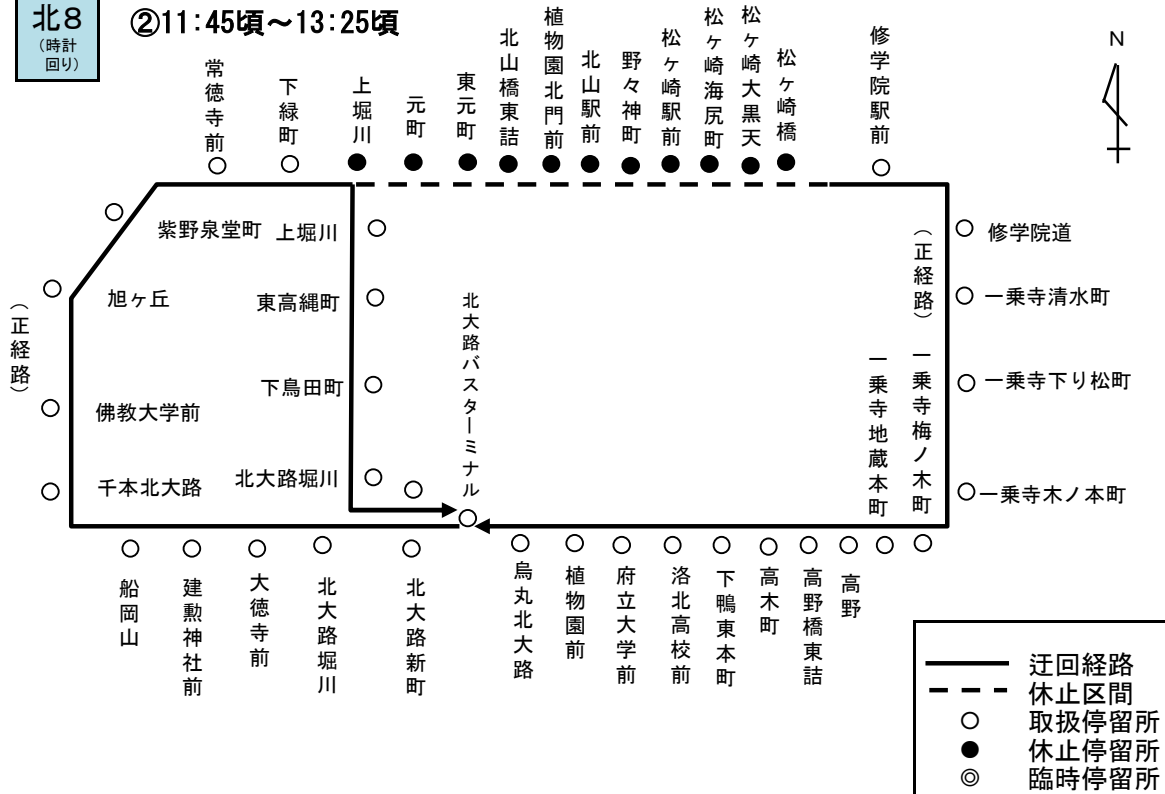 北8
(時計
回り)
②11:45頃～13:25頃
N
常徳寺前
下緑町
上堀川
元町
東元町
北山橋東詰
植物園北門前
北山駅前
野々神町
松ヶ崎駅前
松ヶ崎海尻町
松ヶ崎大黒天
松ヶ崎橋
修学院駅前
紫野泉堂町
上堀川
修学院道
(正経路)
旭ヶ丘
東高縄町
一乗寺清水町
(正経路)
北大路バスターミナル
下鳥田町
一乗寺下り松町
佛教大学前
一乗寺地蔵本町
一乗寺梅ノ木町
千本北大路
北大路堀川
一乗寺木ノ本町
船岡山
建勲神社前
大徳寺前
北大路堀川
北大路新町
烏丸北大路
植物園前
府立大学前
洛北高校前
下鴨東本町
高木町
高野橋東詰
高野
迂回経路
休止区間
取扱停留所
休止停留所
臨時停留所